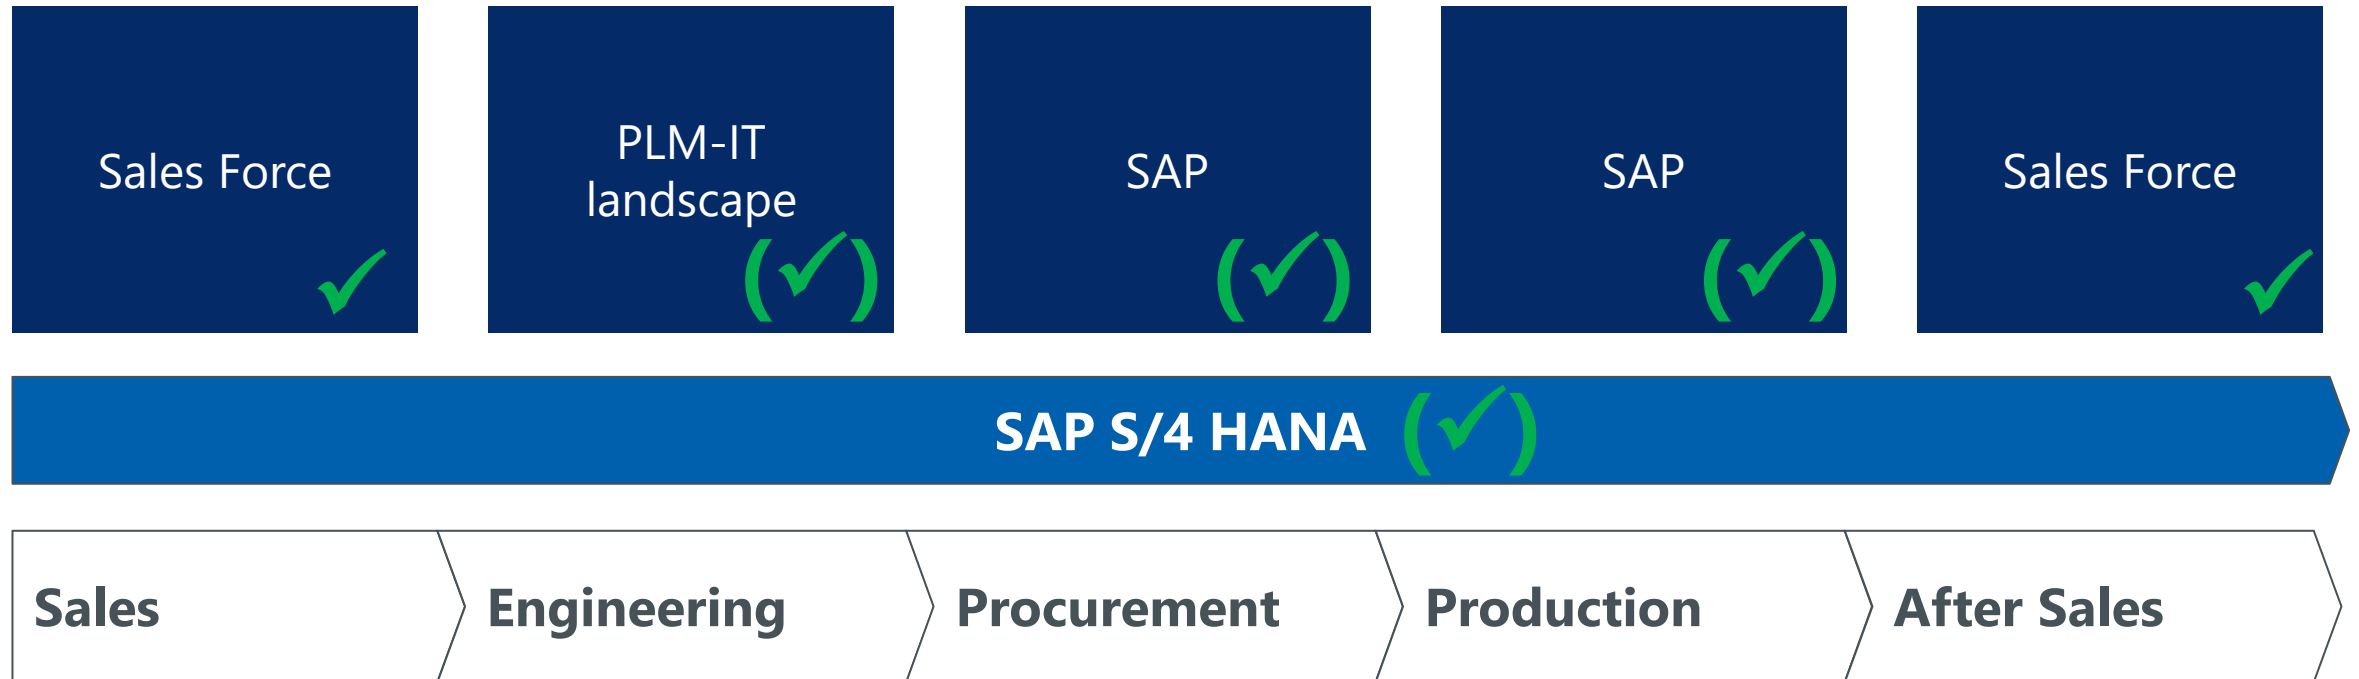 Sales Force
✓
PLM-IT
landscape
(✓)
SAP
(✓)
SAP
(✓)
Sales Force
✓
SAP S/4 HANA (✓)
Sales
Engineering
Procurement
Production
After Sales